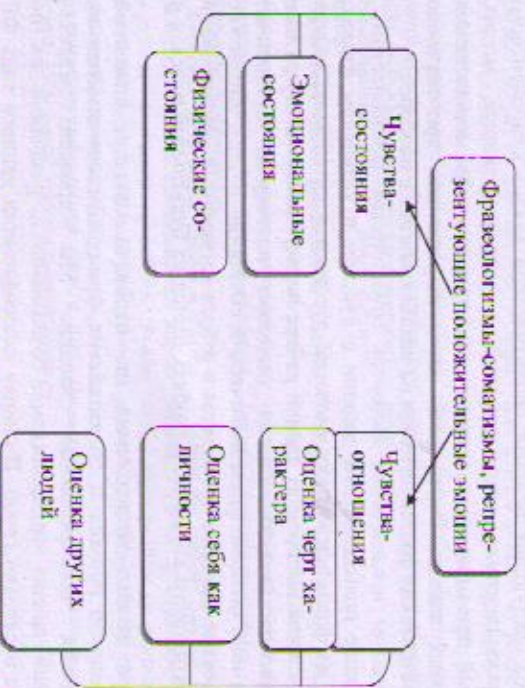 Фразеологизмы-соматизмы, репре-
зентующие положительные эмоции
Чувства-
состояния
Эмоциональные
состояния
Физические со-
стояния
Чувства-
отношения
Оценка черт ха-
рактера
Оценка себя как
личности
Оценка других
людей